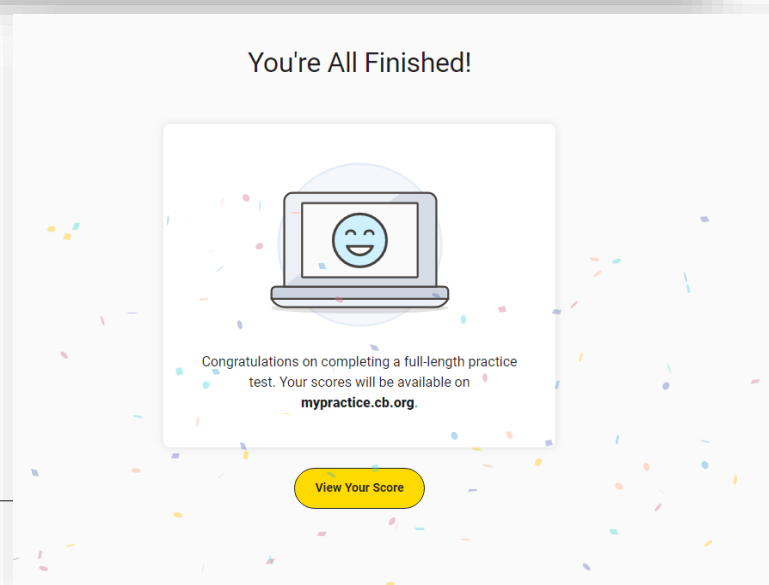 You're All Finished!
Congratulations on completing a full-length practice
test. Your scores will be available on
mypractice.cb.org.
View Your Score